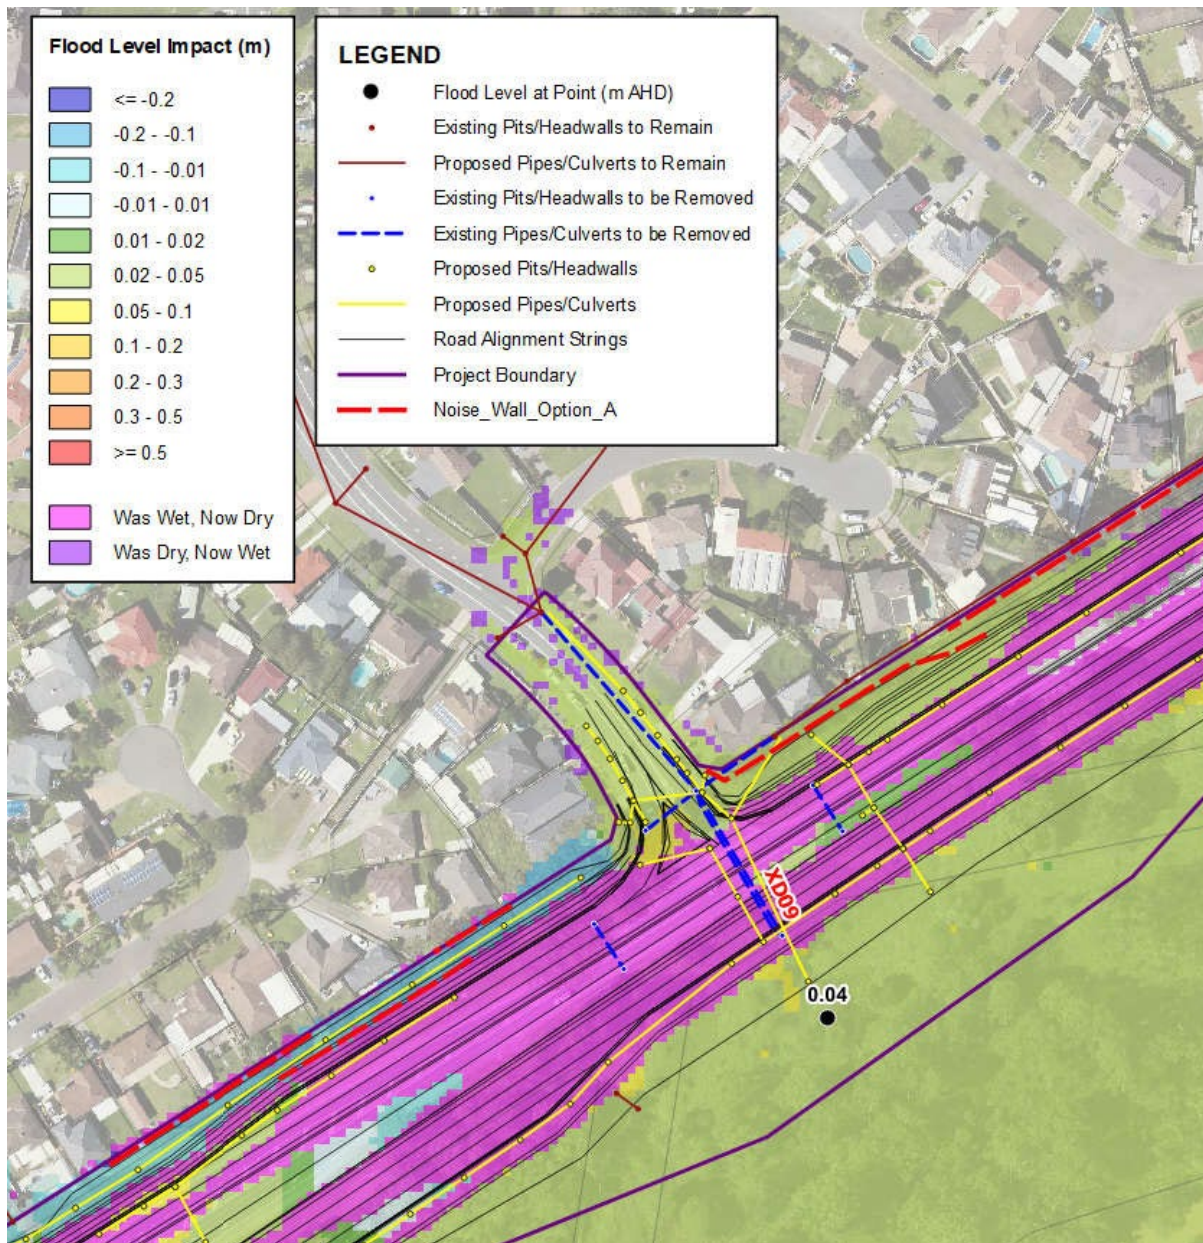 Flood Level Impact (m)
<= -0.2
-0.2 - -0.1
-0.1 - -0.01
-0.01 - 0.01
0.01 - 0.02
0.02 - 0.05
0.05 - 0.1
0.1 - 0.2
0.2 - 0.3
0.3 - 0.5
>= 0.5
Was Wet, Now Dry
Was Dry, Now Wet
LEGEND
Flood Level at Point (m AHD)
Existing Pits/Headwalls to Remain
Proposed Pipes/Culverts to Remain
Existing Pits/Headwalls to be Removed
Existing Pipes/Culverts to be Removed
Proposed Pits/Headwalls
Proposed Pipes/Culverts
Road Alignment Strings
Project Boundary
Noise_Wall_Option_A
XD09
0.04